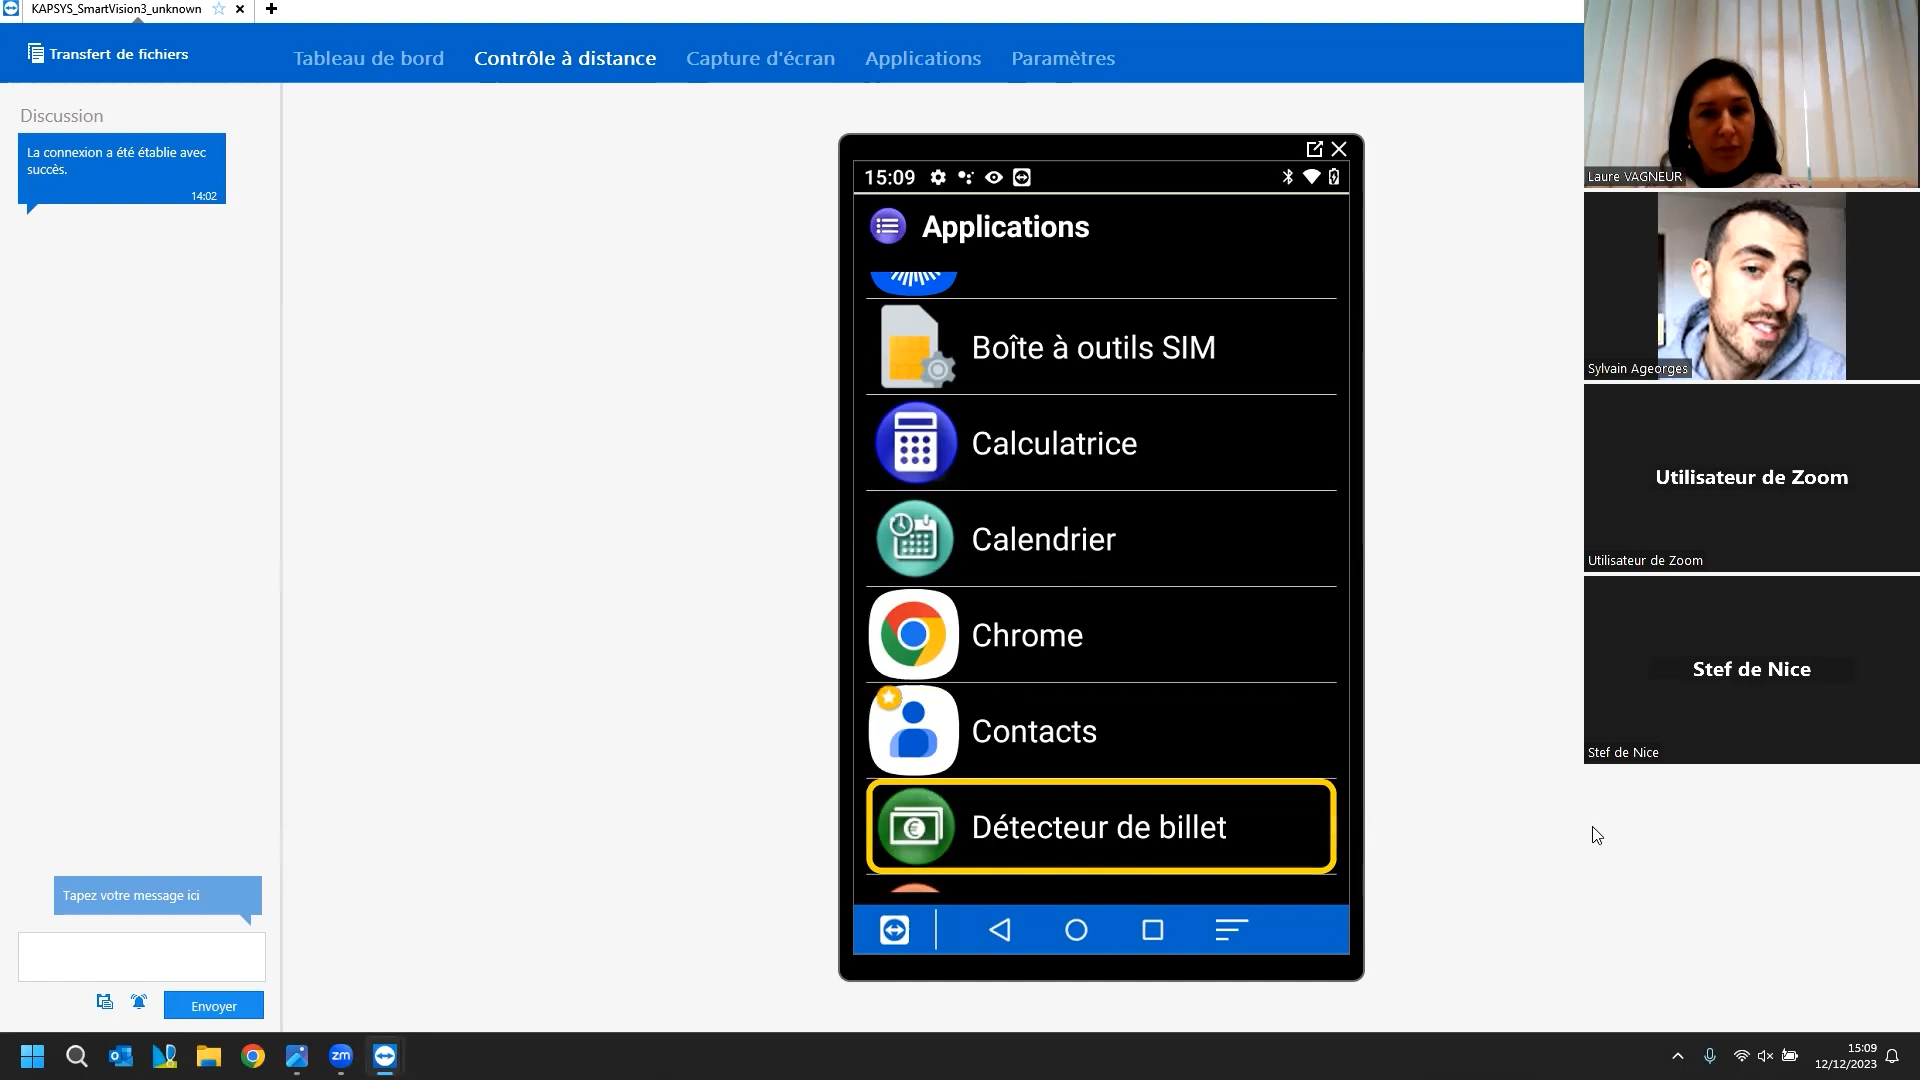 KAPSYS_SmartVision3_unknown
Transfert de fichiers
Tableau de bord
Contrôle à distance
Capture d'écran
Applications
Paramètres
Discussion
La connexion a été établie avec
succès.
14:02
15:09
Applications
Boîte à outils SIM
Calculatrice
Calendrier
Chrome
Contacts
Détecteur de billet
Tapez votre message ici
Envoyer
Laure VAGNEUR
Sylvain Ageorges
Utilisateur de Zoom
Utilisateur de Zoom
Stef de Nice
Stef de Nice
zm
15:09
12/12/2023